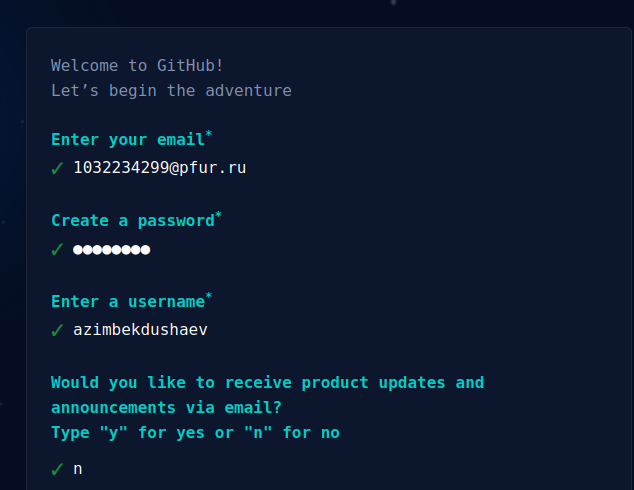 Welcome to GitHub!
Let’s begin the adventure
Enter your email*
✓ 1032234299@pfur.ru
Create a password*
✓ ●●●●●●●●
Enter a username*
✓ azimbekdushaev
Would you like to receive product updates and
announcements via email?
Type "y" for yes or "n" for no
✓ n